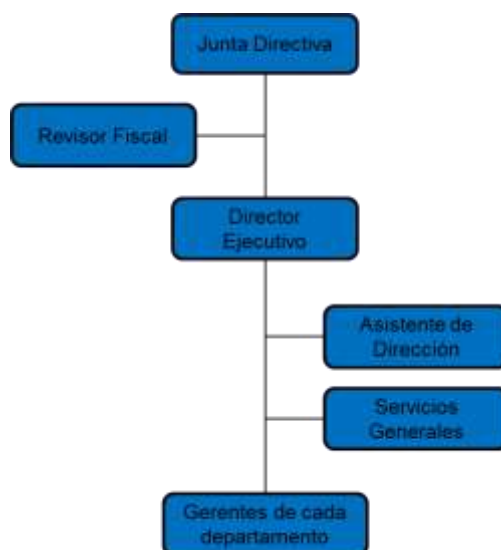 Junta Directiva
Revisor Fiscal
Director
Ejecutivo
Asistente de
Dirección
Servicios
Generales
Gerentes de cada
departamento